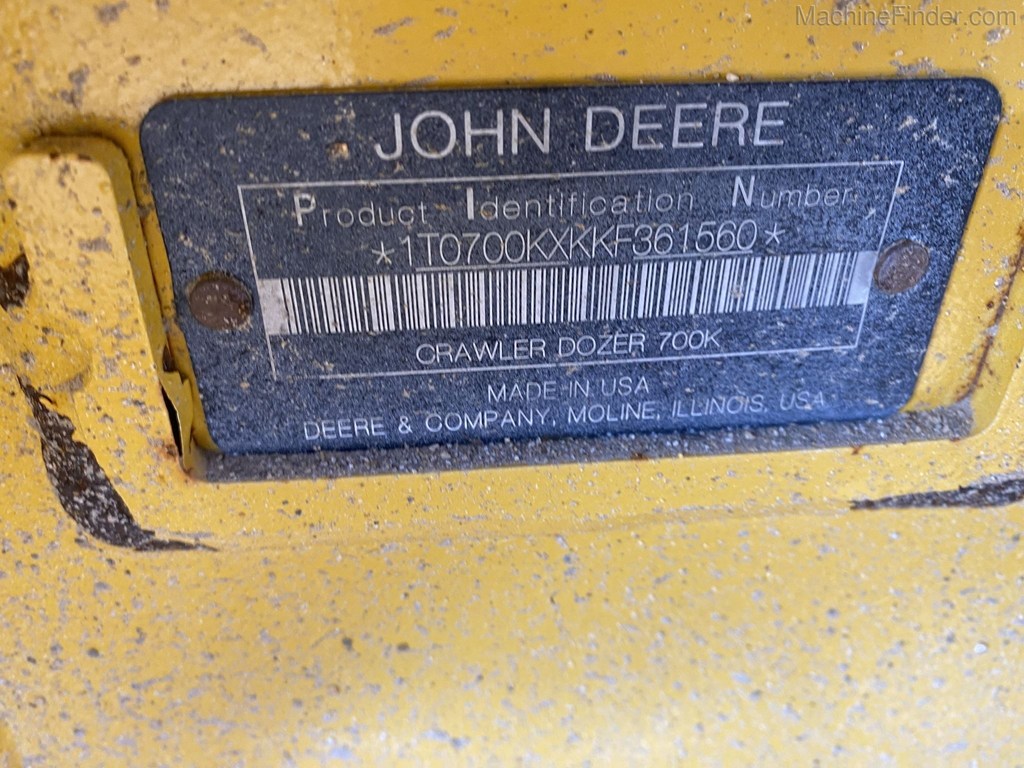 MachineFinder.com
JOHN DEERE
Product Identification Number
*1T0700KXKKF361560*
CRAWLER DOZER 700K
MADE IN USA
DEERE & COMPANY, MOLINE, ILLINOIS, USA